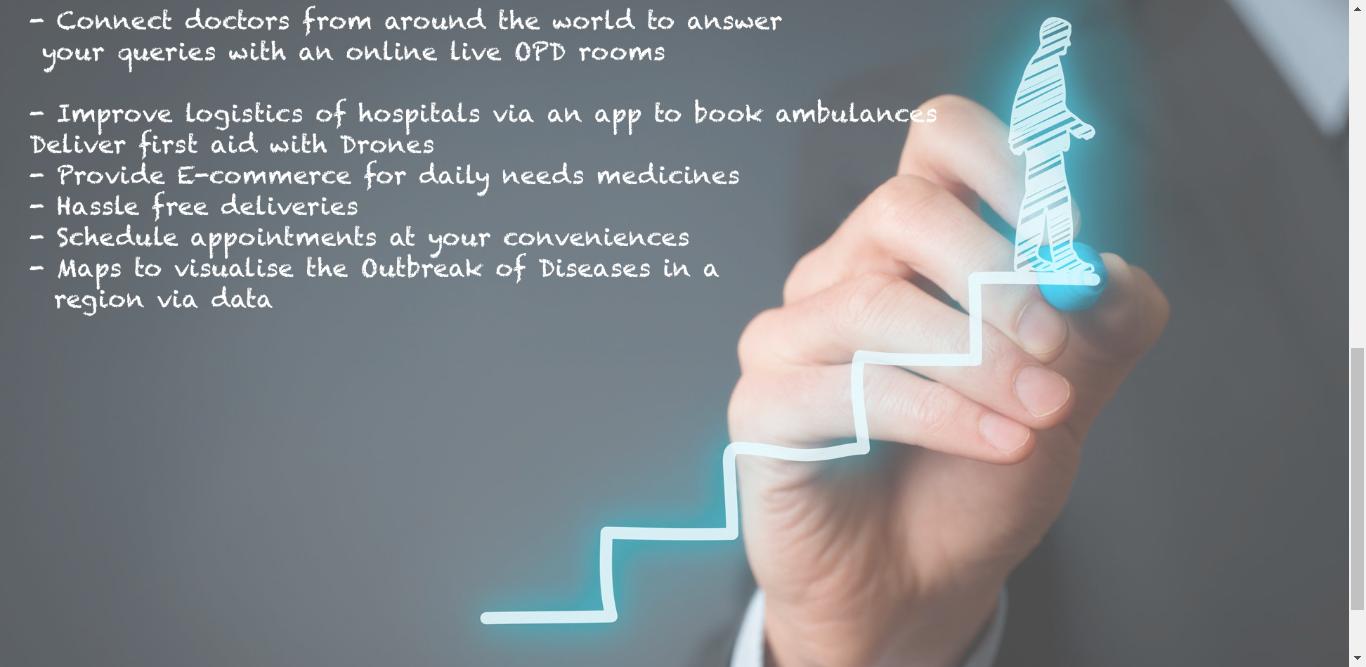 - Connect doctors from around the world to answer
your queries with an online live OPD rooms
- Improve logistics of hospitals via an app to book ambulances
Deliver first aid with Drones
- Provide E-commerce for daily needs medicines
- Hassle free deliveries
- Schedule appointments at your conveniences
- Maps to visualise the Outbreak of Diseases in a
region via data